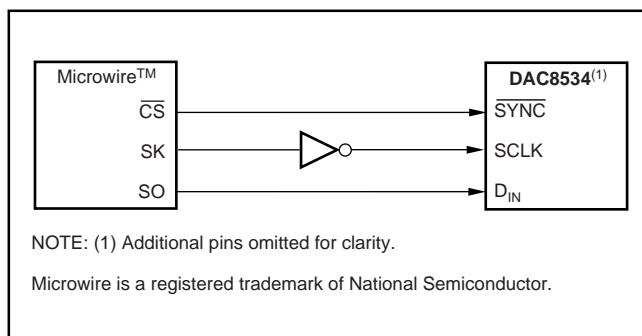 Microwire™ DAC8534(1)
CS SYNC
SK SCLK
SO DIN
NOTE: (1) Additional pins omitted for clarity.
Microwire is a registered trademark of National Semiconductor.